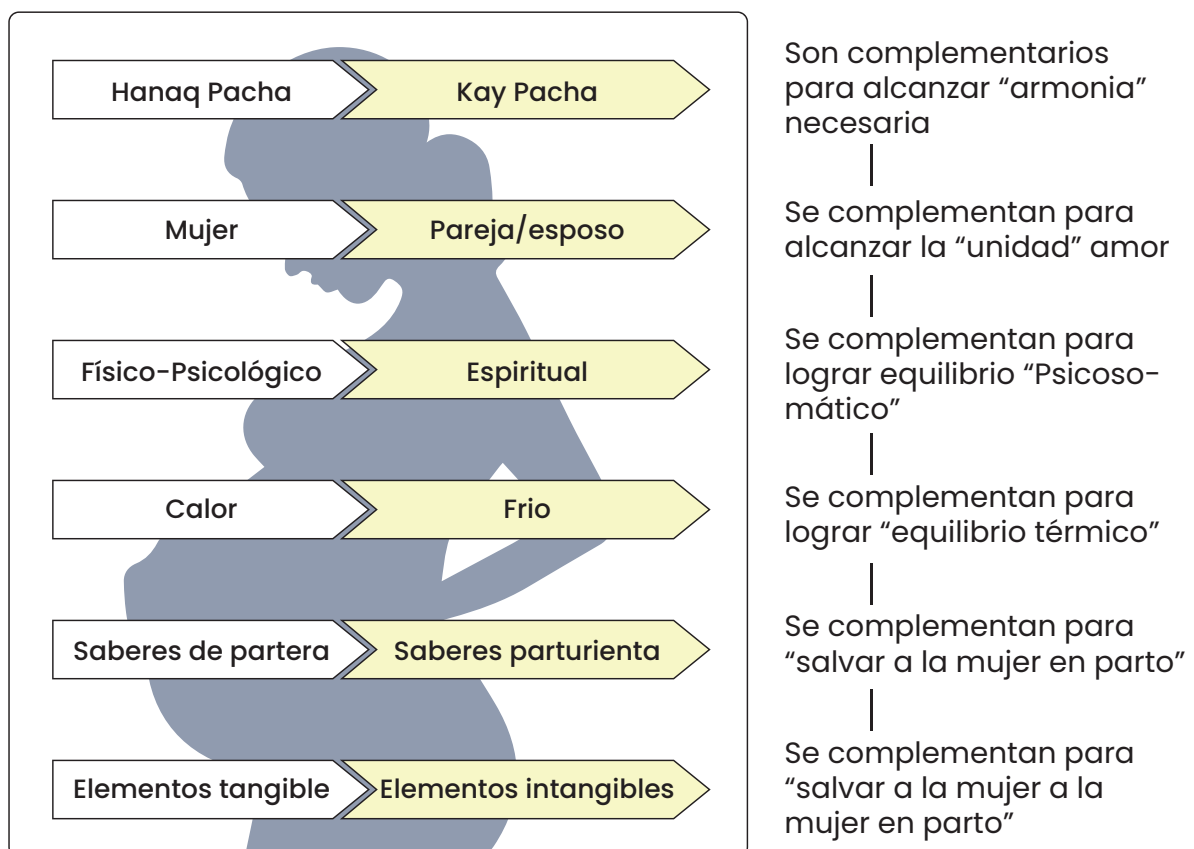 Hanaq Pacha
Kay Pacha
Son complementarios
para alcanzar “armonia”
necesaria
Mujer
Pareja/esposo
Se complementan para
alcanzar la “unidad” amor
Físico-Psicológico
Espiritual
Se complementan para
lograr equilibrio “Psicoso-
mático”
Calor
Frio
Se complementan para
lograr “equilibrio térmico”
Saberes de partera
Saberes parturienta
Se complementan para
“salvar a la mujer en parto”
Elementos tangible
Elementos intangibles
Se complementan para
“salvar a la mujer a la
mujer en parto”